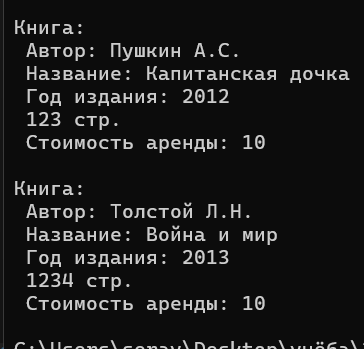 Книга:
Автор: Пушкин А.С.
Название: Капитанская дочка
Год издания: 2012
123 стр.
Стоимость аренды: 10
Книга:
Автор: Толстой Л.Н.
Название: Война и мир
Год издания: 2013
1234 стр.
Стоимость аренды: 10